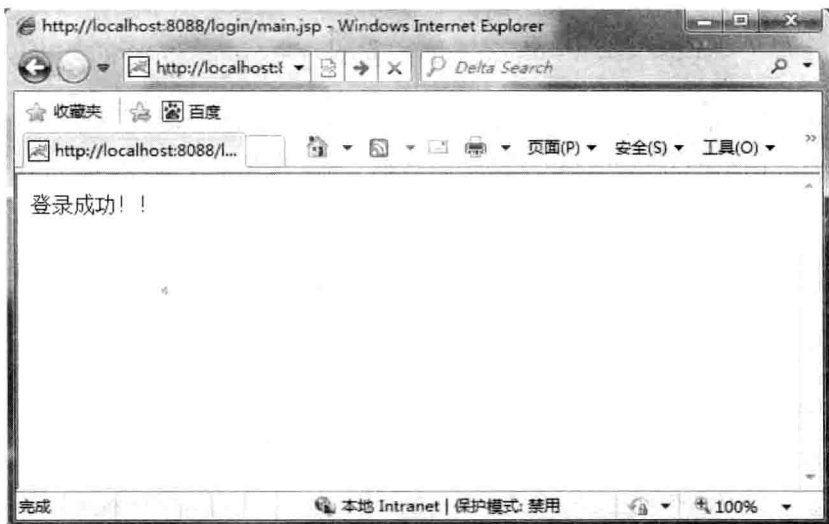 http://localhost:8088/login/main.jsp - Windows Internet Explorer
http://localhost:8 Delta Search
收藏夹 百度
http://localhost:8088/l... 页面(P) 安全(S) 工具(O) »
登录成功！！
完成 本地 Intranet | 保护模式: 禁用 100%